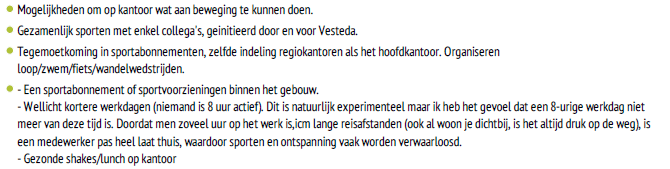 Mogelijkheden om op kantoor wat aan beweging te kunnen doen.
Gezamenlijk sporten met enkel collega's, geinitieerd door en voor Vesteda.
Tegemoetkoming in sportabonnementen, zelfde indeling regiokantoren als het hoofdkantoor. Organiseren
loop/zwem/fiets/wandelwedstrijden.
- Een sportabonnement of sportvoorzieningen binnen het gebouw.
- Wellicht kortere werkdagen (niemand is 8 uur actief). Dit is natuurlijk experimenteel maar ik heb het gevoel dat een 8-urige werkdag niet
meer van deze tijd is. Doordat men zoveel uur op het werk is,icm lange reisafstanden (ook al woon je dichtbij, is het altijd druk op de weg), is
een medewerker pas heel laat thuis, waardoor sporten en ontspanning vaak worden verwaarloosd.
- Gezonde shakes/lunch op kantoor